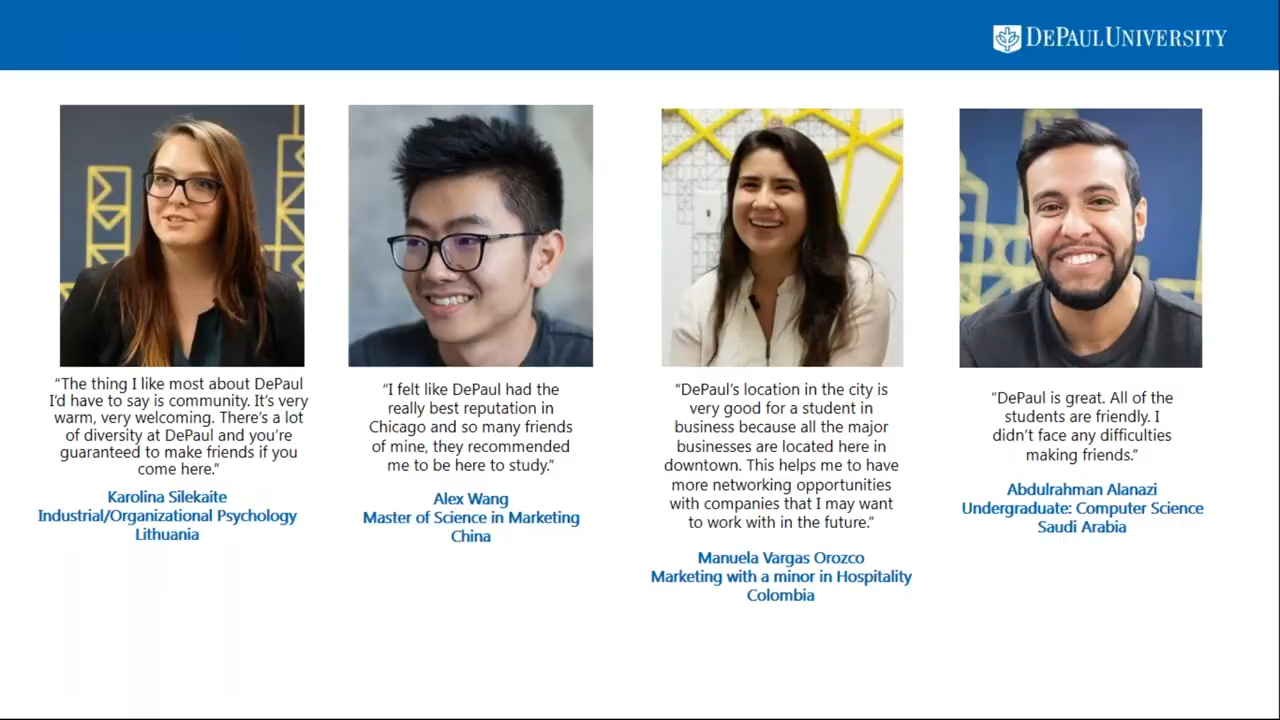 DEPAUL UNIVERSITY
“The thing I like most about DePaul
I’d have to say is community. It’s very
warm, very welcoming. There’s a lot
of diversity at DePaul and you’re
guaranteed to make friends if you
come here.”
Karolina Silekaite
Industrial/Organizational Psychology
Lithuania
“I felt like DePaul had the
really best reputation in
Chicago and so many friends
of mine, they recommended
me to be here to study.”
Alex Wang
Master of Science in Marketing
China
“DePaul’s location in the city is
very good for a student in
business because all the major
businesses are located here in
downtown. This helps me to have
more networking opportunities
with companies that I may want
to work with in the future.”
Manuela Vargas Orozco
Marketing with a minor in Hospitality
Colombia
“DePaul is great. All of the
students are friendly. I
didn’t face any difficulties
making friends.”
Abdulrahman Alanazi
Undergraduate: Computer Science
Saudi Arabia